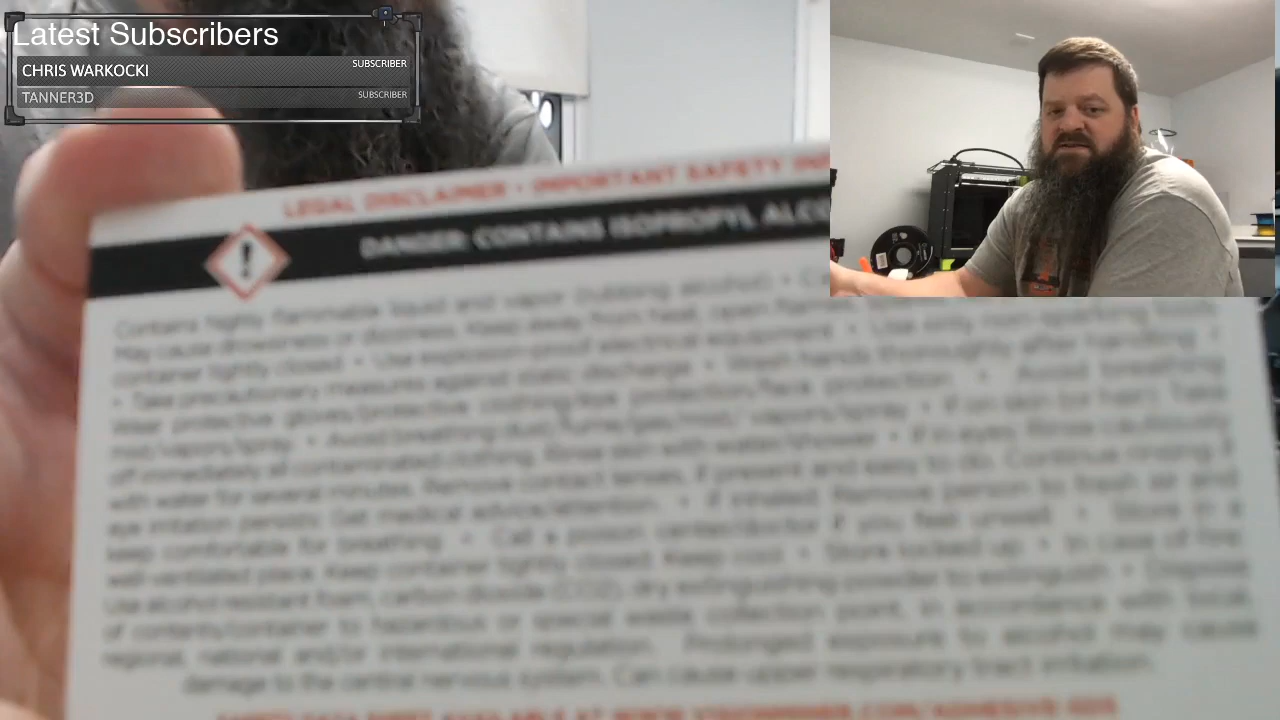 Latest Subscribers
CHRIS WARKOCKI SUBSCRIBER
TANNER3D SUBSCRIBER
LEGAL DISCLAIMER • IMPORTANT SAFETY
DANGER: CONTAINS ISOPROPYL
Contains highly flammable liquid and vapor (rubbing alcohol) •
May cause drowsiness or dizziness. Keep away from heat, open
container tightly closed • Use explosion-proof electrical equipment • Use only non-sparking tools •
• Take precautionary measures against static discharge • Wash hands thoroughly after handling •
Wear protective gloves/protective clothing/eye protection/face protection. • Avoid breathing
mist/vapors/spray • Avoid breathing dust/fume/gas/mist/ vapors/spray • If on skin (or hair): Take
off immediately all contaminated clothing. Rinse skin with water/shower • If in eyes: Rinse cautiously
with water for several minutes. Remove contact lenses, if present and easy to do. Continue rinsing if
eye irritation persists: Get medical advice/attention. • If inhaled: Remove person to fresh air and
keep comfortable for breathing • Call a poison center/doctor if you feel unwell • Store in a
well-ventilated place. Keep container tightly closed. Keep cool • Store locked up • In case of fire:
Use alcohol resistant foam, carbon dioxide (CO2), dry extinguishing powder to extinguish • Dispose
of contents/container to hazardous or special waste collection point, in accordance with local,
regional, national and/or international regulation. Prolonged exposure to alcohol may cause
damage to the central nervous system. Can cause upper respiratory tract irritation.